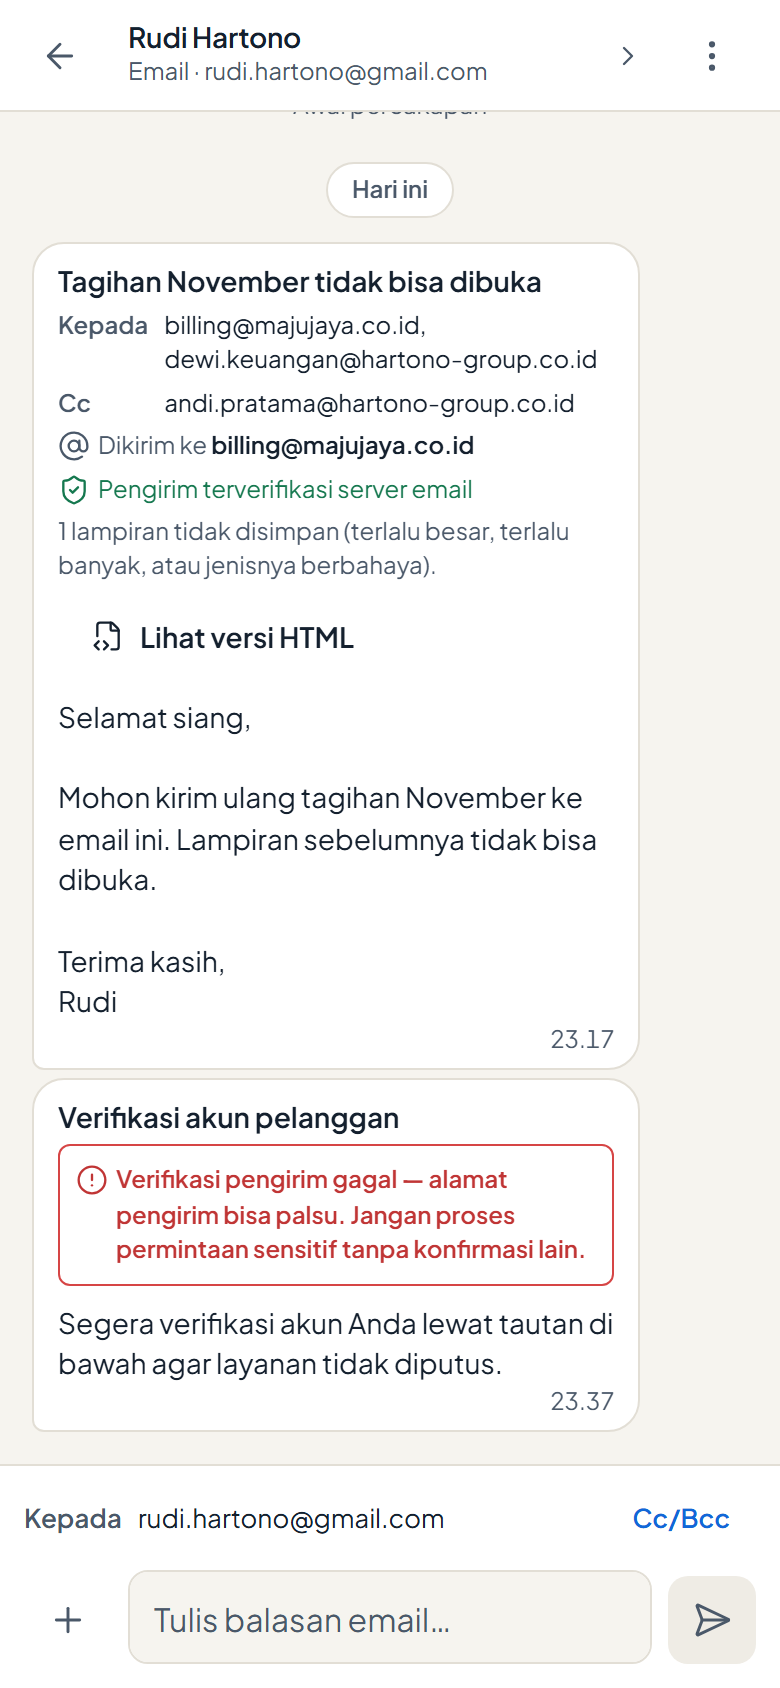 Rudi Hartono
Email · rudi.hartono@gmail.com
Hari ini
Tagihan November tidak bisa dibuka
Kepada billing@majujaya.co.id,
dewi.keuangan@hartono-group.co.id
Cc andi.pratama@hartono-group.co.id
Dikirim ke billing@majujaya.co.id
Pengirim terverifikasi server email
1 lampiran tidak disimpan (terlalu besar, terlalu
banyak, atau jenisnya berbahaya).
Lihat versi HTML
Selamat siang,
Mohon kirim ulang tagihan November ke
email ini. Lampiran sebelumnya tidak bisa
dibuka.
Terima kasih,
Rudi
23.17
Verifikasi akun pelanggan
Verifikasi pengirim gagal — alamat
pengirim bisa palsu. Jangan proses
permintaan sensitif tanpa konfirmasi lain.
Segera verifikasi akun Anda lewat tautan di
bawah agar layanan tidak diputus.
23.37
Kepada rudi.hartono@gmail.com Cc/Bcc
Tulis balasan email...